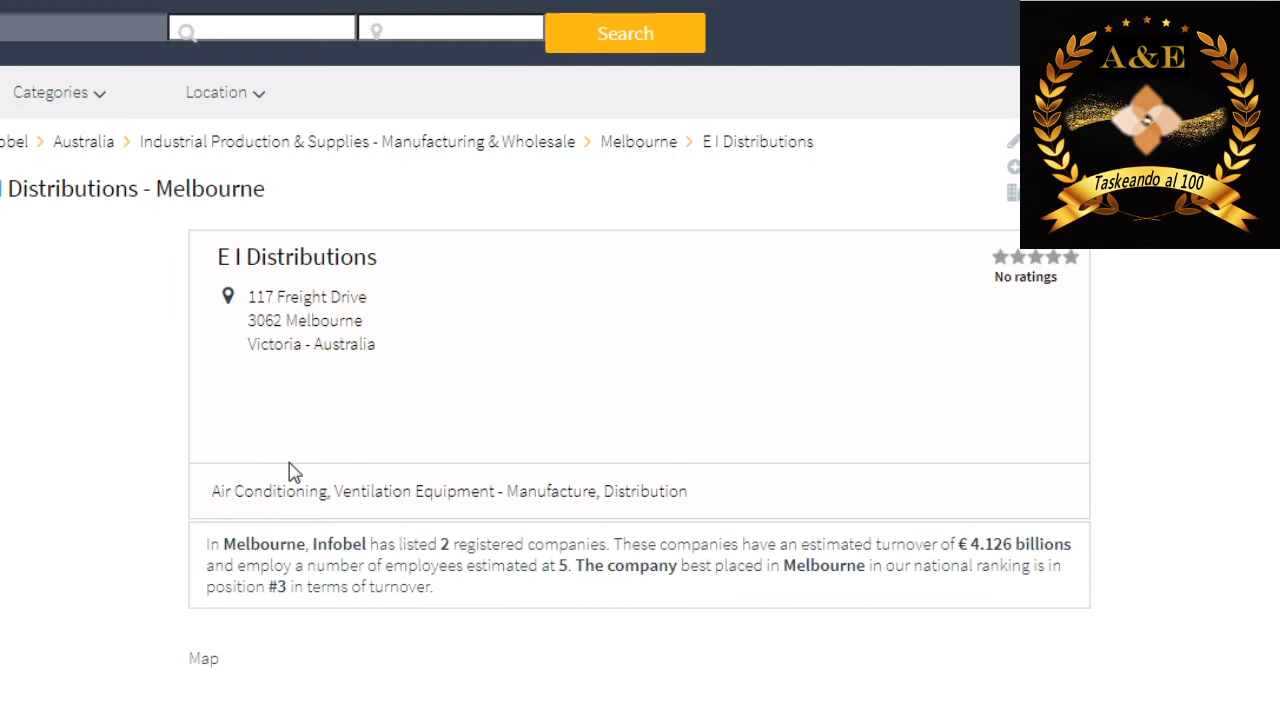 Search
A&E
Taskeando al 100
Categories
Location
Australia
Industrial Production & Supplies - Manufacturing & Wholesale
Melbourne
E I Distributions
Distributions - Melbourne
E I Distributions
No ratings
117 Freight Drive
3062 Melbourne
Victoria - Australia
Air Conditioning, Ventilation Equipment - Manufacture, Distribution
In Melbourne, Infobel has listed 2 registered companies. These companies have an estimated turnover of € 4.126 billions
and employ a number of employees estimated at 5. The company best placed in Melbourne in our national ranking is in
position #3 in terms of turnover.
Map